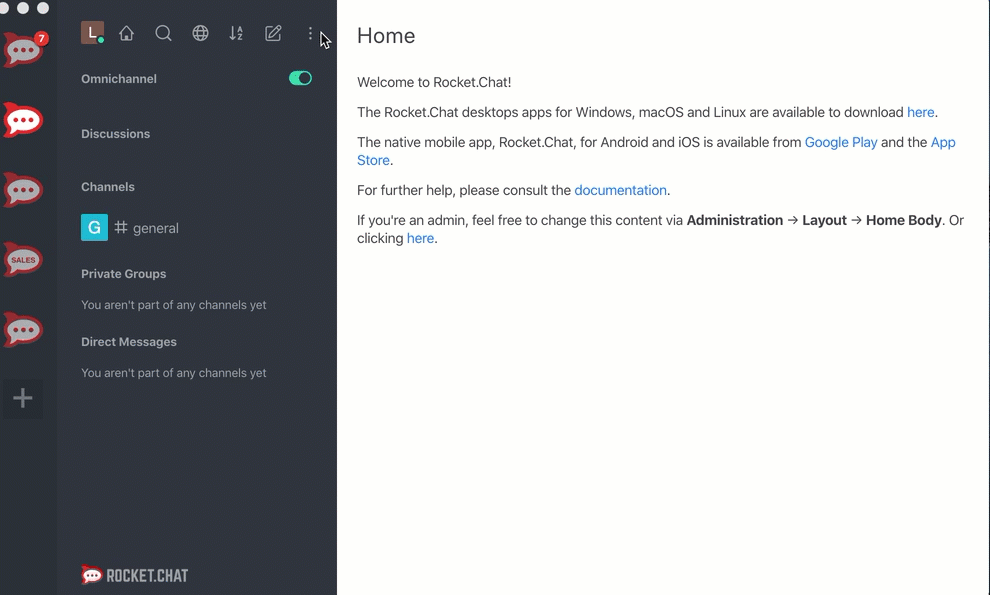 7
L
Home
Omnichannel
Welcome to Rocket.Chat!
The Rocket.Chat desktops apps for Windows, macOS and Linux are available to download here.
Discussions
The native mobile app, Rocket.Chat, for Android and iOS is available from Google Play and the App
Store.
Channels
For further help, please consult the documentation.
G # general
If you're an admin, feel free to change this content via Administration → Layout → Home Body. Or
clicking here.
SALES
Private Groups
You aren't part of any channels yet
Direct Messages
You aren't part of any channels yet
ROCKET.CHAT